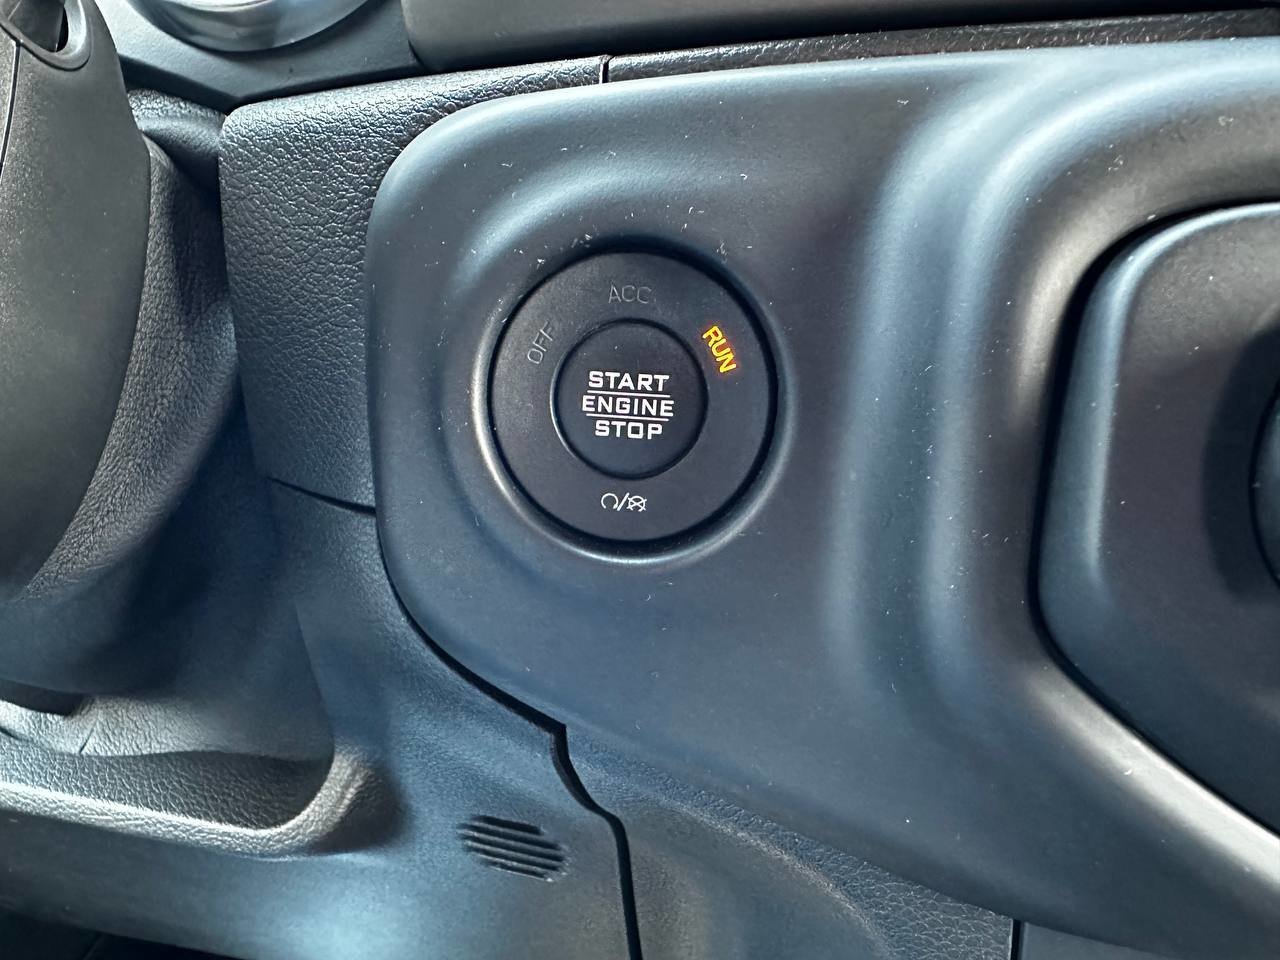 ACC
OFF
RUN
START
ENGINE
STOP